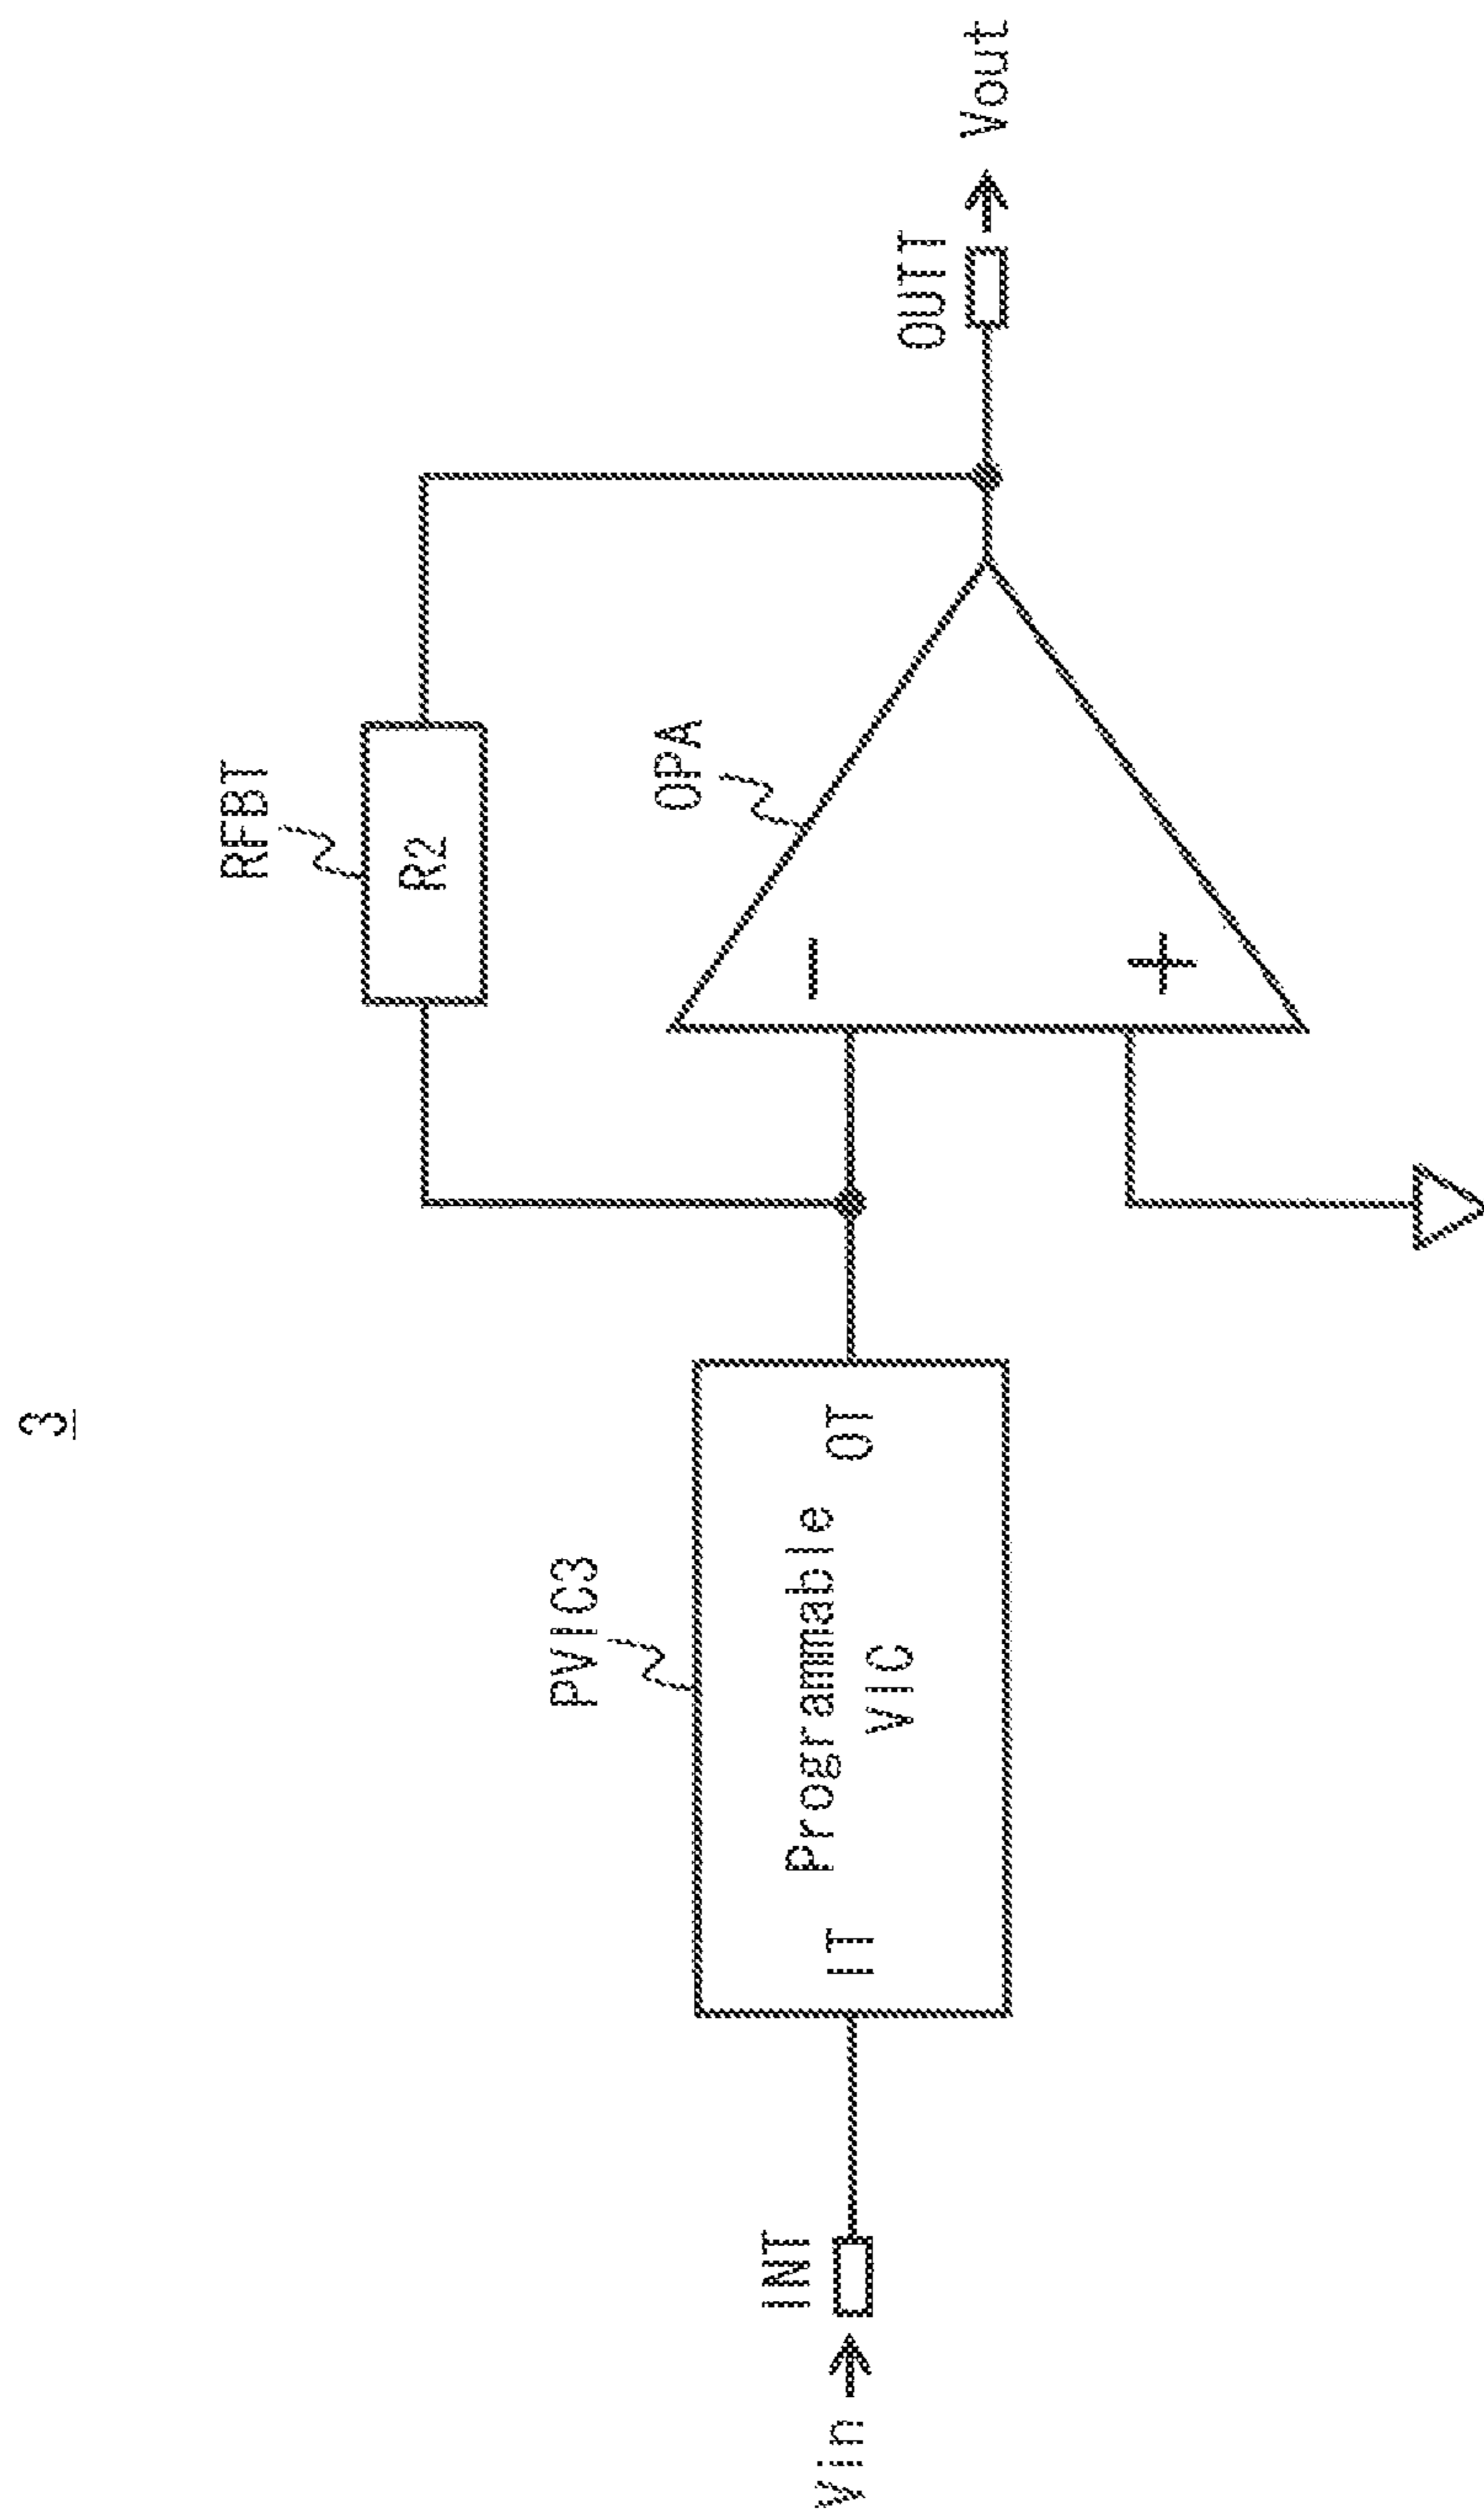 3
RFBT
R2
PVIC3
OPA
OUTT
Vin
INT
IT
Programmable
VIC
OT
−
+
Vout